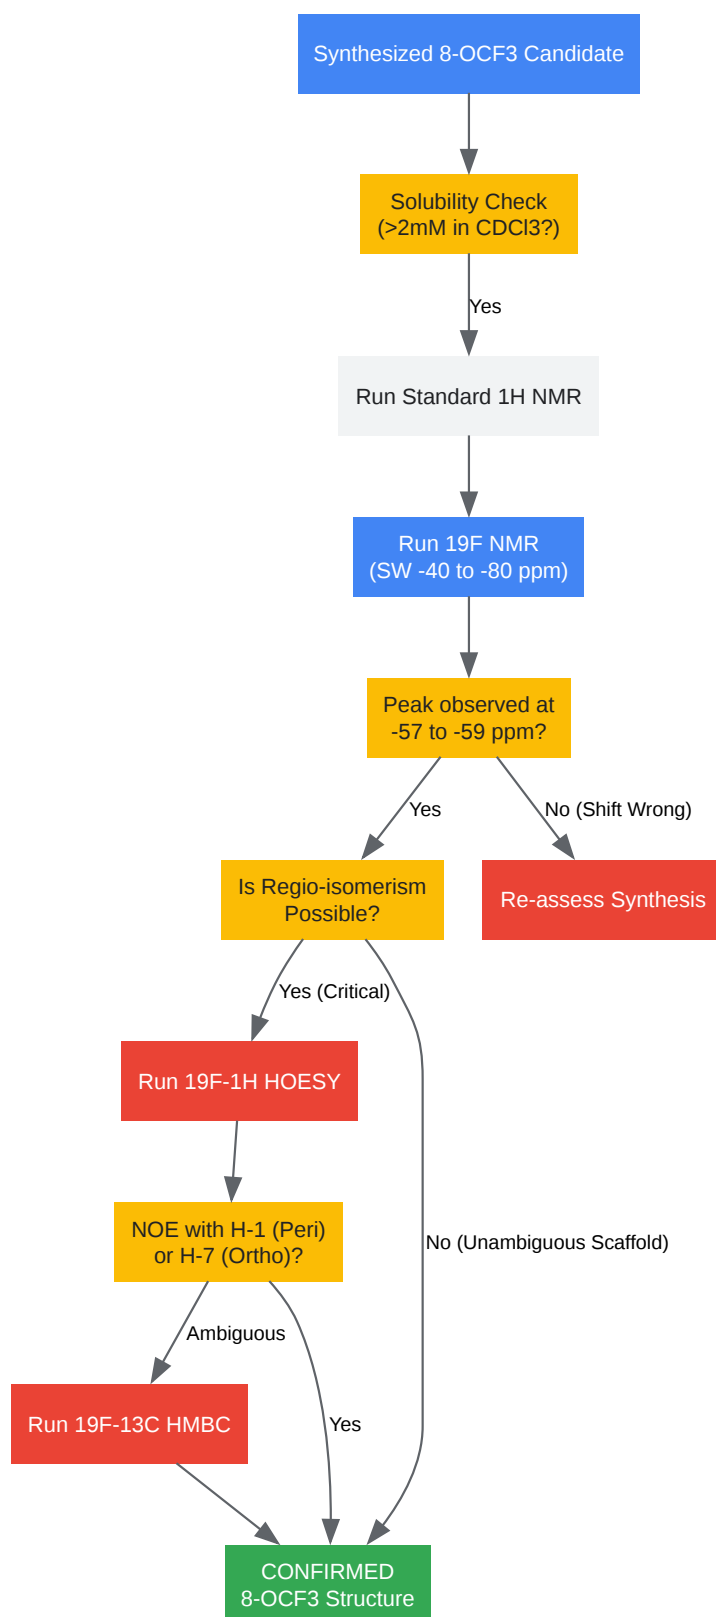 Synthesized 8-OCF3 Candidate
Solubility Check
(>2mM in CDCl3?)
Yes
Run Standard 1H NMR
Run 19F NMR
(SW -40 to -80 ppm)
Peak observed at
-57 to -59 ppm?
Yes
No (Shift Wrong)
Is Regio-isomerism
Possible?
Re-assess Synthesis
Yes (Critical)
Run 19F-1H HOESY
NOE with H-1 (Peri)
or H-7 (Ortho)?
No (Unambiguous Scaffold)
Ambiguous
Run 19F-13C HMBC
Yes
CONFIRMED
8-OCF3 Structure